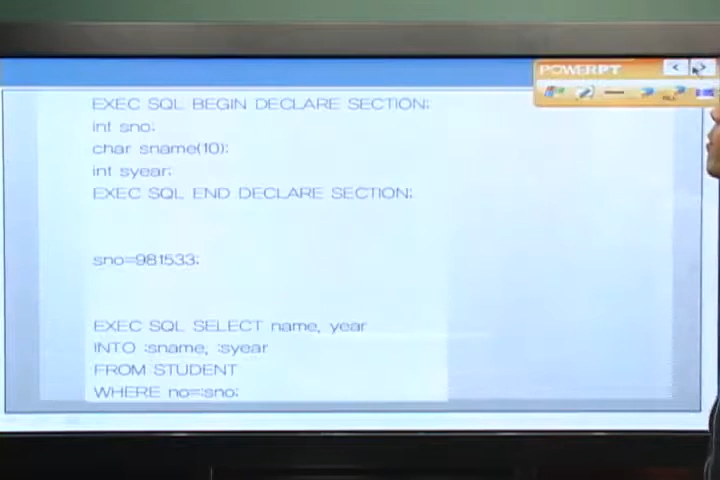 POWERPT
EXEC SQL BEGIN DECLARE SECTION;
int sno;
char sname(10);
int syear;
EXEC SQL END DECLARE SECTION;
sno=981533;
EXEC SQL SELECT name, year
INTO :sname, :syear
FROM STUDENT
WHERE no=:sno;